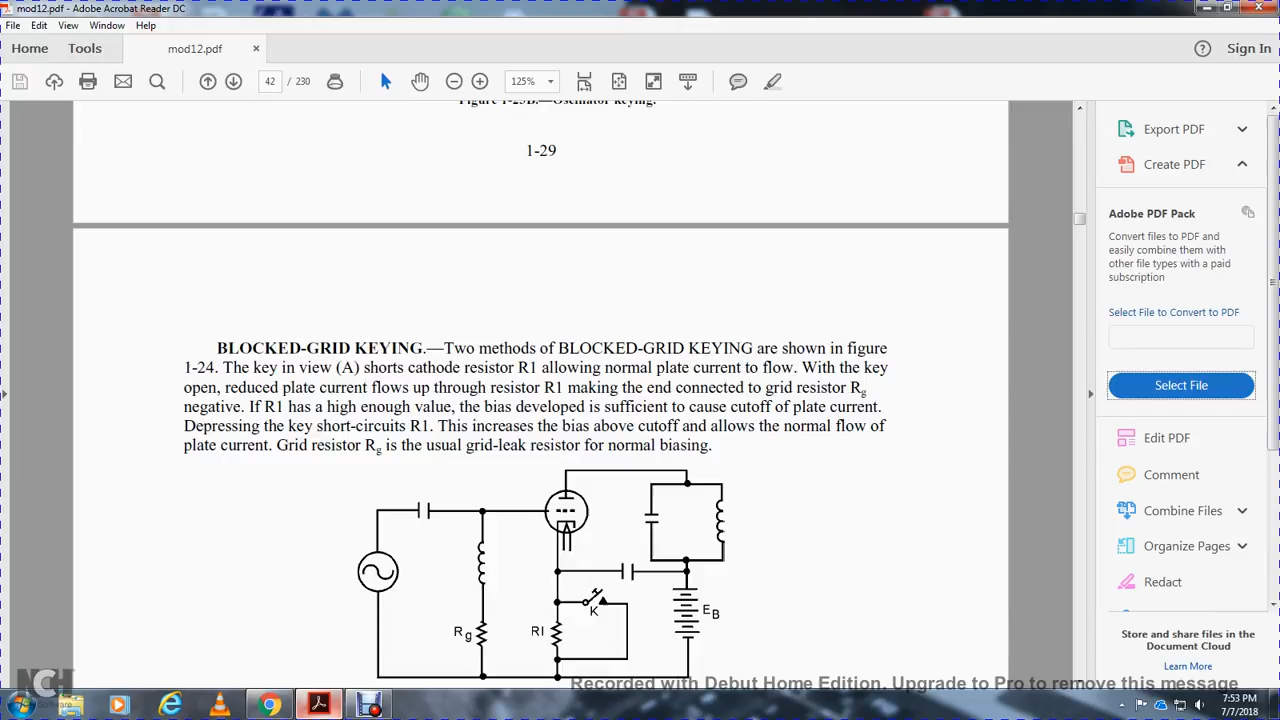 mod12.pdf - Adobe Acrobat Reader DC
File Edit View Window Help
Home Tools mod12.pdf × ? Sign In
42 / 230 125%
Figure 1-23B.—Oscillator keying.
1-29
BLOCKED-GRID KEYING.—Two methods of BLOCKED-GRID KEYING are shown in figure
1-24. The key in view (A) shorts cathode resistor R1 allowing normal plate current to flow. With the key
open, reduced plate current flows up through resistor R1 making the end connected to grid resistor Rg
negative. If R1 has a high enough value, the bias developed is sufficient to cause cutoff of plate current.
Depressing the key short-circuits R1. This increases the bias above cutoff and allows the normal flow of
plate current. Grid resistor Rg is the usual grid-leak resistor for normal biasing.
EB
K
Rg
RI
Export PDF
Create PDF
Adobe PDF Pack
Convert files to PDF and
easily combine them with
other file types with a paid
subscription
Select File to Convert to PDF
Select File
Edit PDF
Comment
Combine Files
Organize Pages
Redact
Store and share files in the
Document Cloud
Learn More
Recorded with Debut Home Edition. Upgrade to Pro to remove this message
NCH
Software
7:53 PM
7/7/2018